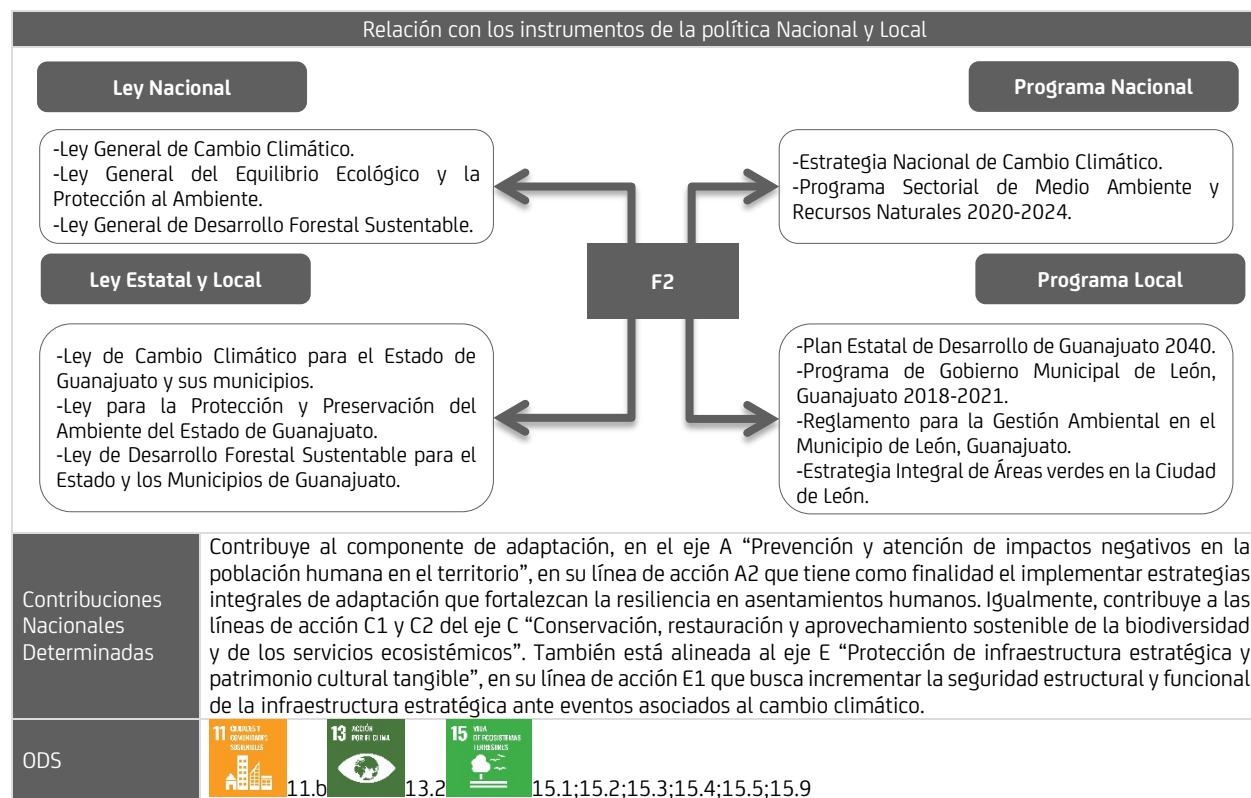 Relación con los instrumentos de la política Nacional y Local
Ley Nacional
-Ley General de Cambio Climático.
-Ley General del Equilibrio Ecológico y la
Protección al Ambiente.
-Ley General de Desarrollo Forestal Sustentable.
Programa Nacional
-Estrategia Nacional de Cambio Climático.
-Programa Sectorial de Medio Ambiente y
Recursos Naturales 2020-2024.
F2
Ley Estatal y Local
-Ley de Cambio Climático para el Estado de
Guanajuato y sus municipios.
-Ley para la Protección y Preservación del
Ambiente del Estado de Guanajuato.
-Ley de Desarrollo Forestal Sustentable para el
Estado y los Municipios de Guanajuato.
Programa Local
-Plan Estatal de Desarrollo de Guanajuato 2040.
-Programa de Gobierno Municipal de León,
Guanajuato 2018-2021.
-Reglamento para la Gestión Ambiental en el
Municipio de León, Guanajuato.
-Estrategia Integral de Áreas verdes en la Ciudad
de León.
Contribuciones
Nacionales
Determinadas
Contribuye al componente de adaptación, en el eje A “Prevención y atención de impactos negativos en la
población humana en el territorio”, en su línea de acción A2 que tiene como finalidad el implementar estrategias
integrales de adaptación que fortalezcan la resiliencia en asentamientos humanos. Igualmente, contribuye a las
líneas de acción C1 y C2 del eje C “Conservación, restauración y aprovechamiento sostenible de la biodiversidad
y de los servicios ecosistémicos”. También está alineada al eje E “Protección de infraestructura estratégica y
patrimonio cultural tangible”, en su línea de acción E1 que busca incrementar la seguridad estructural y funcional
de la infraestructura estratégica ante eventos asociados al cambio climático.
ODS
11 CIUDADES Y
COMUNIDADES
SOSTENIBLES
11.b
13 ACCIÓN
POR EL CLIMA
13.2
15 VIDA
DE ECOSISTEMAS
TERRESTRES
15.1;15.2;15.3;15.4;15.5;15.9